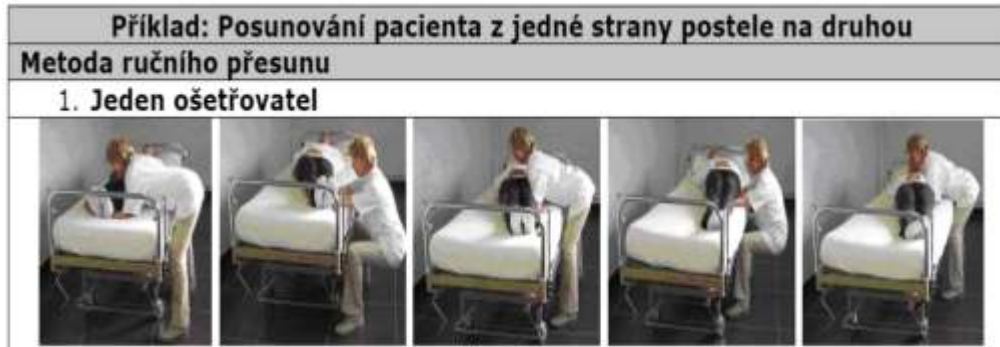 Příklad: Posunování pacienta z jedné strany postele na druhou
Metoda ručního přesunu
1. Jeden ošetřovatel